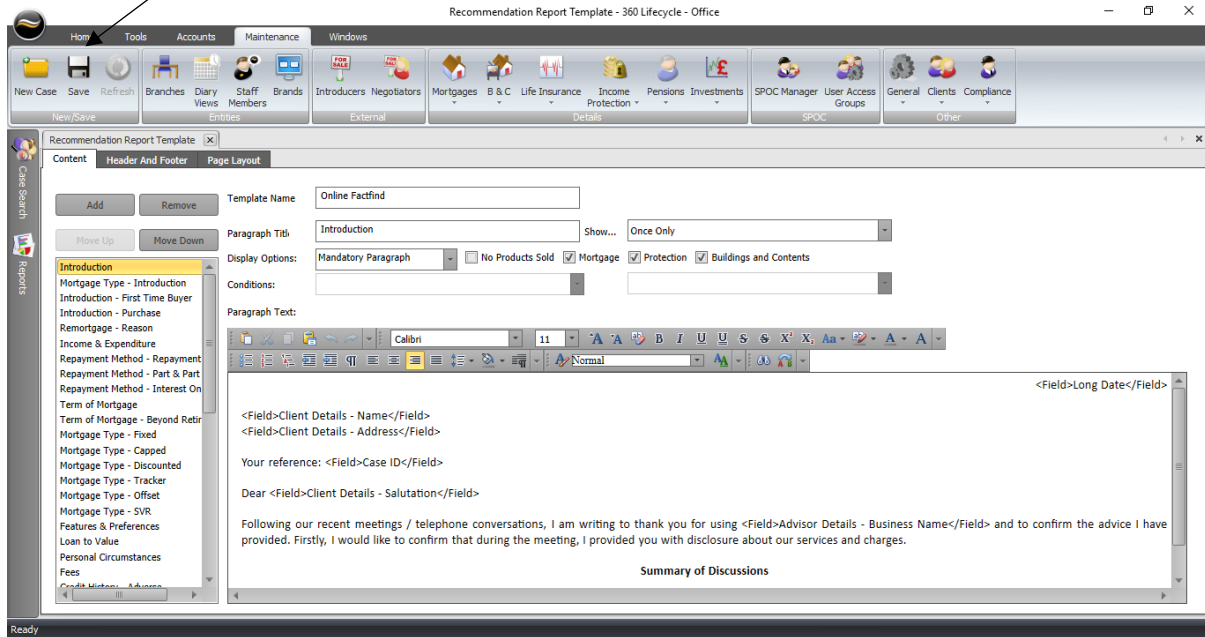 Recommendation Report Template - 360 Lifecycle - Office
Home Tools Accounts Maintenance Windows
New Case Save Refresh Branches Diary Views Staff Members Brands Introducers Negotiators Mortgages B & C Life Insurance Income Protection Pensions Investments SPOC Manager User Access Groups General Clients Compliance
New/Save Entities External Details SPOC Other
FOR SALE
Case Search
Reports
Recommendation Report Template
Content Header And Footer Page Layout
Add Remove
Move Up Move Down
Template Name Online Factfind
Paragraph Title Introduction Show... Once Only
Display Options: Mandatory Paragraph No Products Sold Mortgage Protection Buildings and Contents
Conditions:
Paragraph Text:
Calibri 11
Normal
Introduction
Mortgage Type - Introduction
Introduction - First Time Buyer
Introduction - Purchase
Remortgage - Reason
Income & Expenditure
Repayment Method - Repayment
Repayment Method - Part & Part
Repayment Method - Interest On
Term of Mortgage
Term of Mortgage - Beyond Retir
Mortgage Type - Fixed
Mortgage Type - Capped
Mortgage Type - Discounted
Mortgage Type - Tracker
Mortgage Type - Offset
Mortgage Type - SVR
Features & Preferences
Loan to Value
Personal Circumstances
Fees
Credit History - Adverse
<Field>Long Date</Field>
<Field>Client Details - Name</Field>
<Field>Client Details - Address</Field>
Your reference: <Field>Case ID</Field>
Dear <Field>Client Details - Salutation</Field>
Following our recent meetings / telephone conversations, I am writing to thank you for using <Field>Advisor Details - Business Name</Field> and to confirm the advice I have
provided. Firstly, I would like to confirm that during the meeting, I provided you with disclosure about our services and charges.
Summary of Discussions
Ready